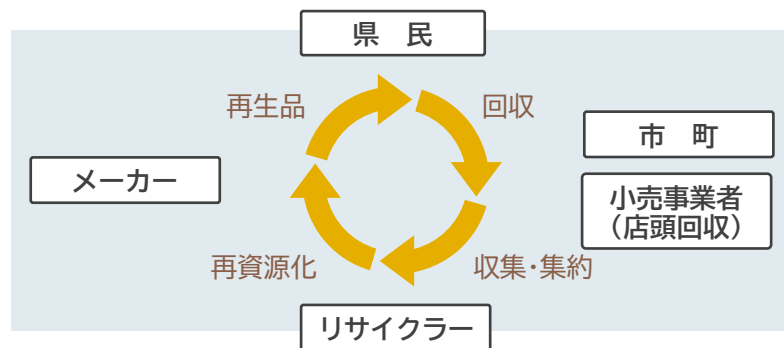 県　民
再生品
回収
市　町
メーカー
小売事業者
（店頭回収）
再資源化
収集・集約
リサイクラー